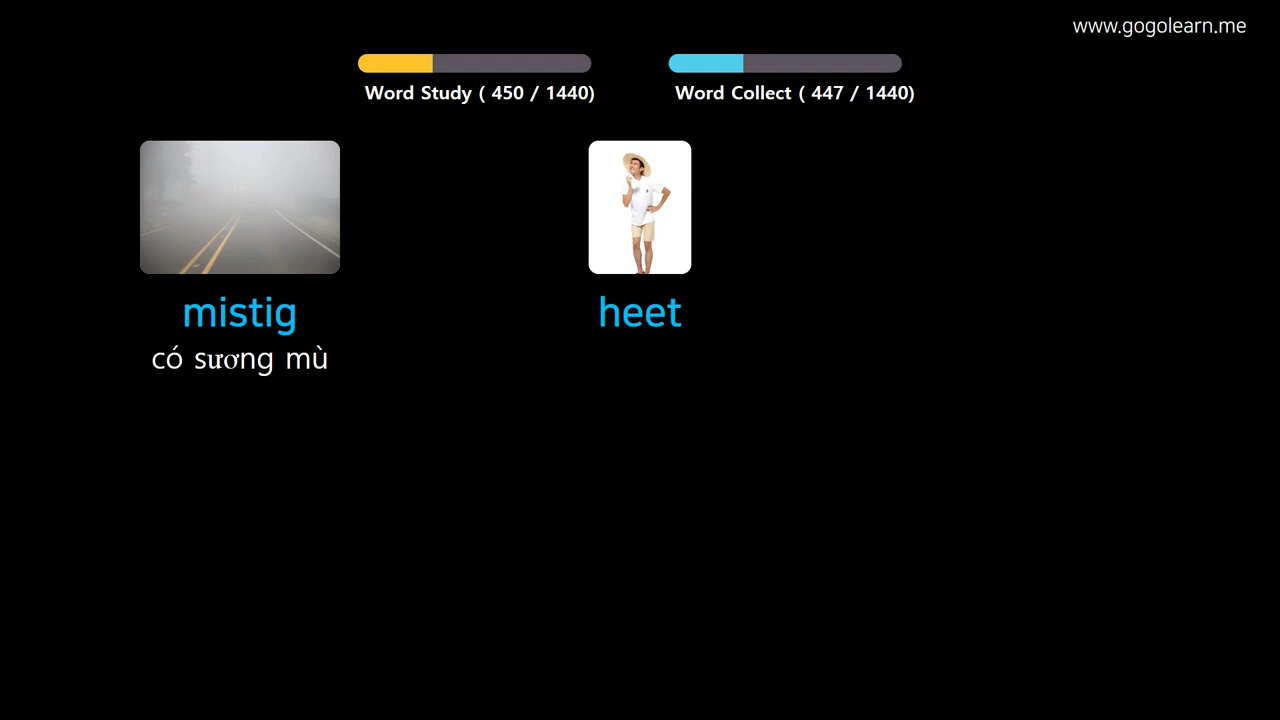 www.gogolearn.me
Word Study ( 450 / 1440)
Word Collect ( 447 / 1440)
mistig
heet
có sương mù